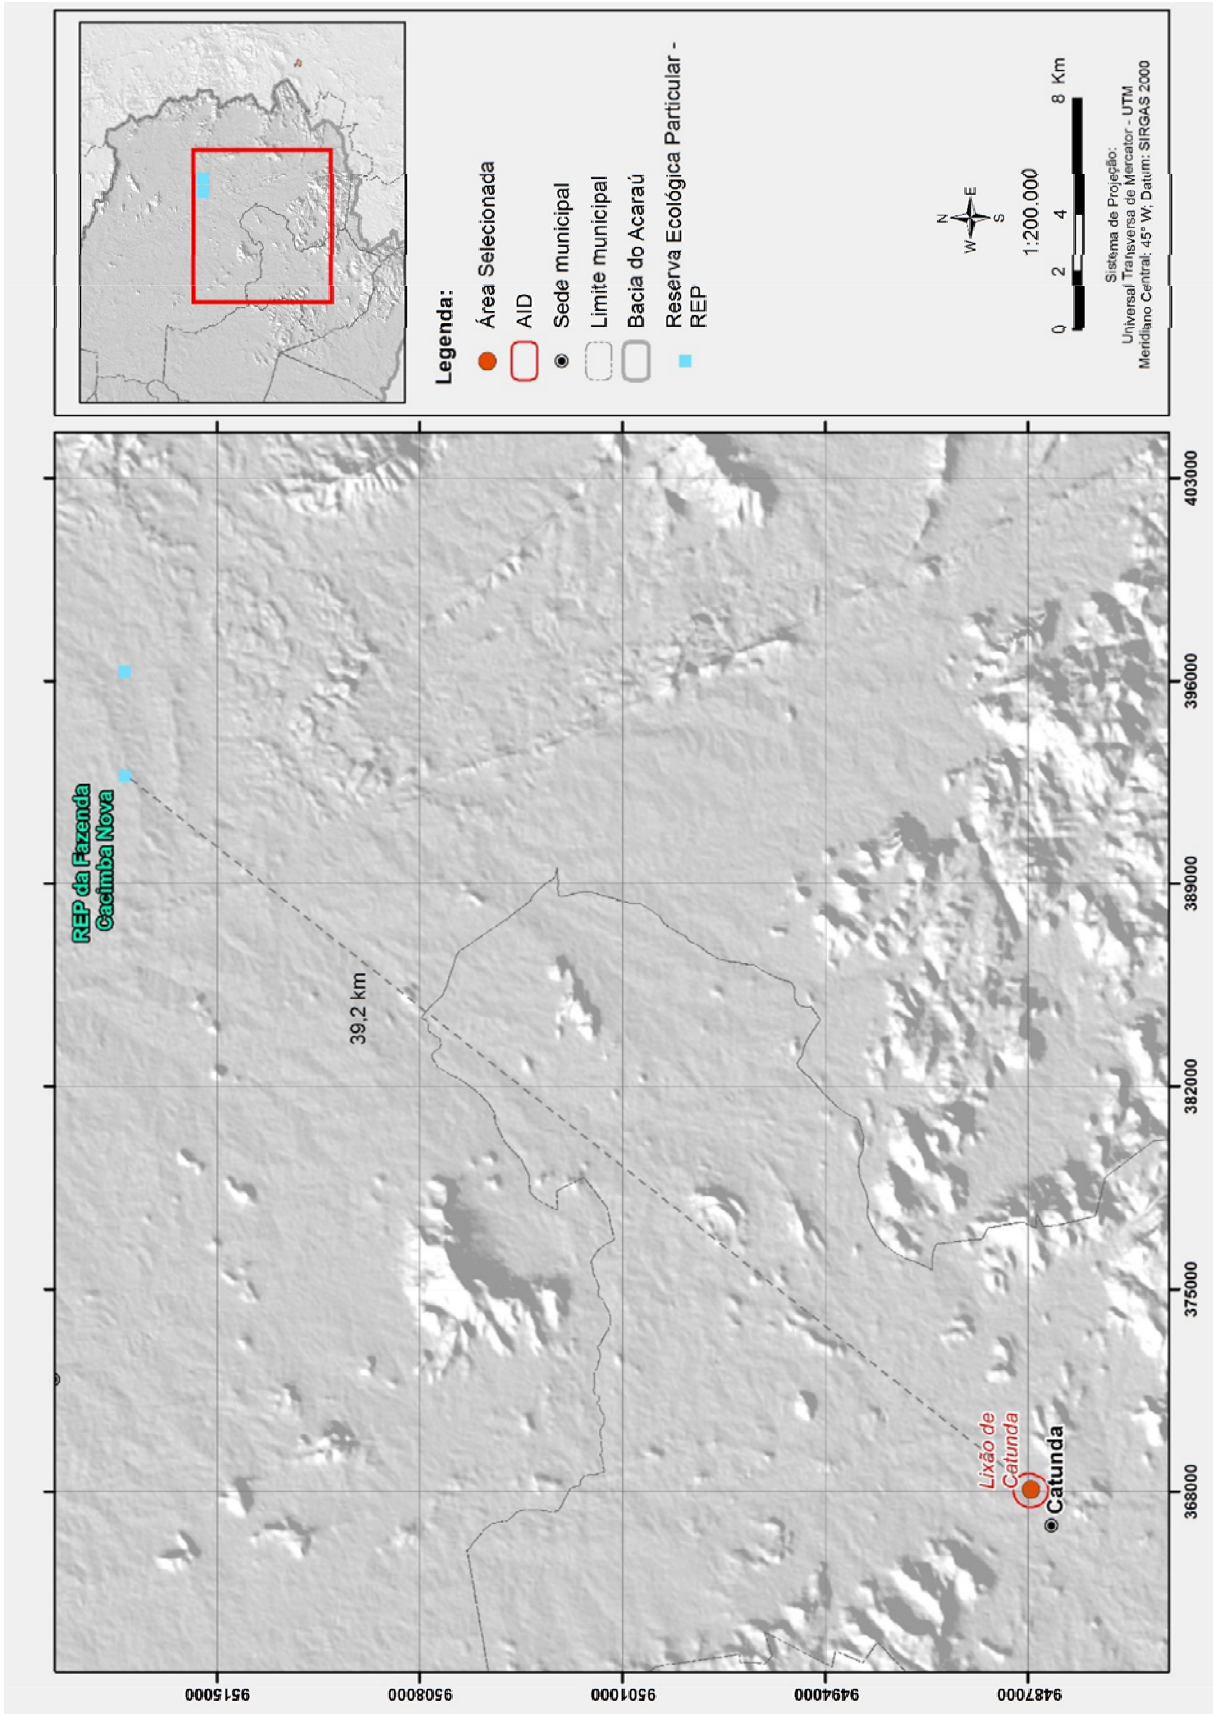 REP da Fazenda
Cacimba Nova
39,2 km
Lixão de
Catunda
Catunda
9515000
9508000
9501000
9494000
9487000
368000
375000
382000
389000
396000
403000
Legenda:
Área Selecionada
AID
Sede municipal
Limite municipal
Bacia do Acaraú
Reserva Ecológica Particular -
REP
N
W E
S
1:200.000
0 2 4 8 Km
Sistema de Projeção:
Universal Transversa de Mercator - UTM
Meridiano Central: 45° W; Datum: SIRGAS 2000